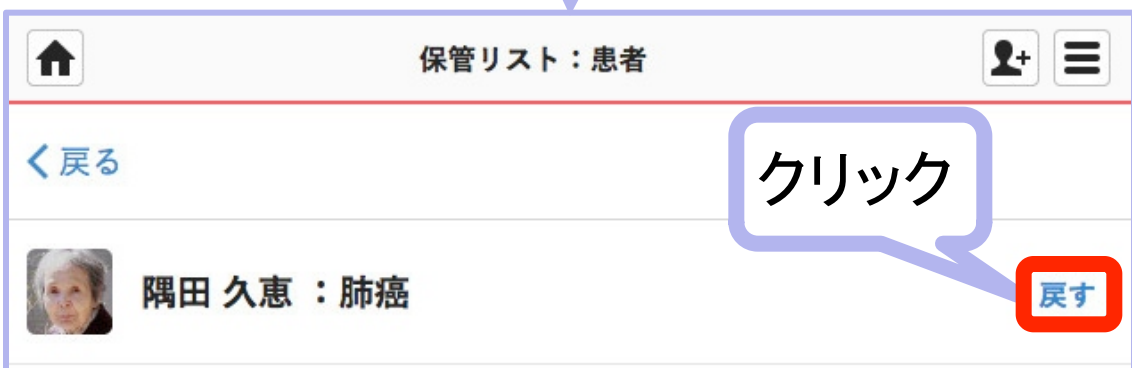 保管リスト：患者
戻る
クリック
隅田 久恵 ：肺癌
戻す